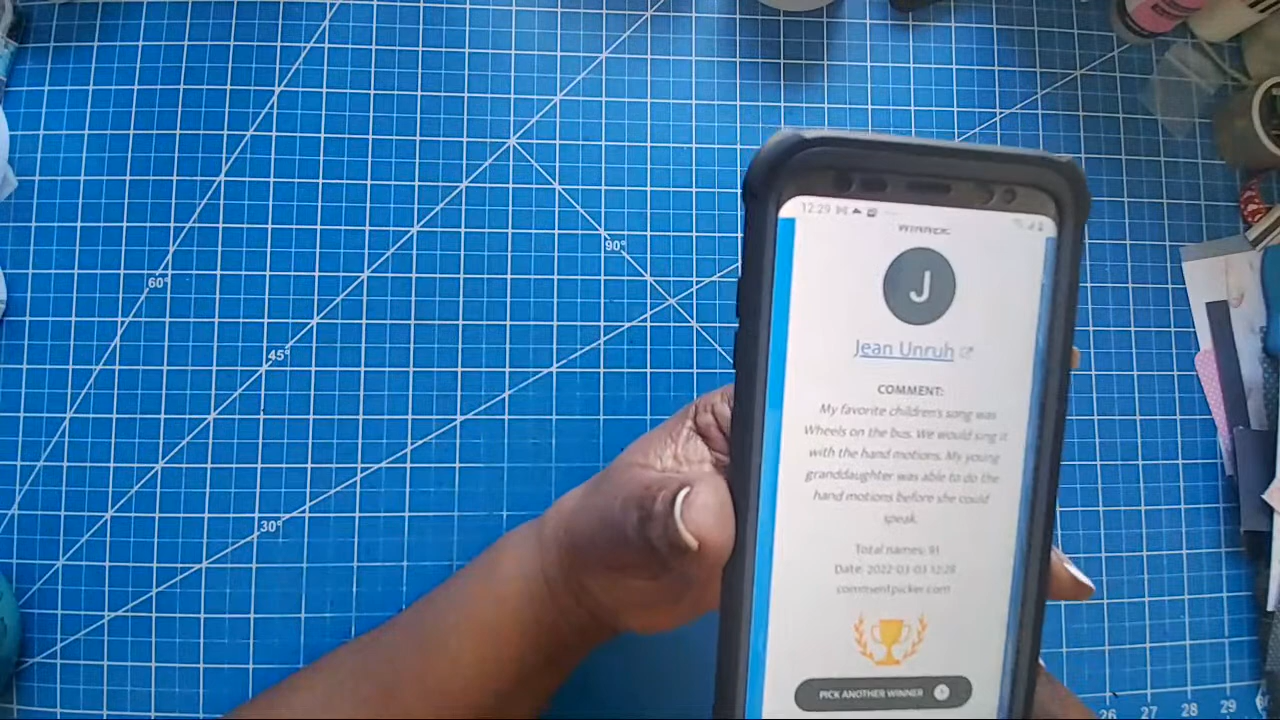 12:29
WINNER:
J
Jean Unruh
COMMENT:
My favorite children's song was
Wheels on the bus. We would sing it
with the hand motions. My young
granddaughter was able to do the
hand motions before she could
speak.
Total names: 91
Date: 2022-03-03 12:28
commentpicker.com
PICK ANOTHER WINNER
90°
60°
45°
30°
26 27 28 29